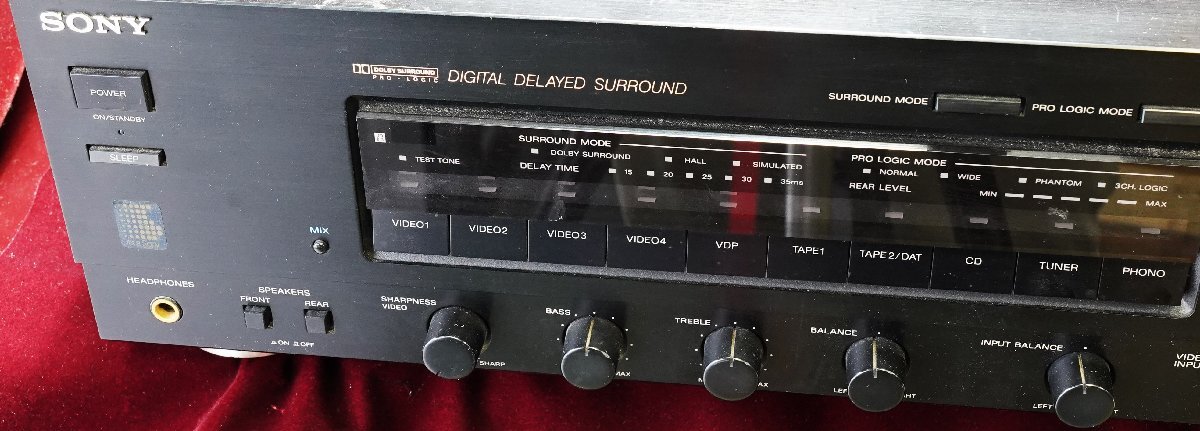 SONY
DOLBY SURROUND
PRO · LOGIC
DIGITAL DELAYED SURROUND
SURROUND MODE
PRO LOGIC MODE
POWER
ON/STANDBY
SLEEP
SURROUND MODE
TEST TONE
DOLBY SURROUND
HALL
SIMULATED
DELAY TIME
15
20
25
30
35ms
PRO LOGIC MODE
NORMAL
WIDE
PHANTOM
3CH. LOGIC
REAR LEVEL
MIN
MAX
VIDEO1
VIDEO2
VIDEO3
VIDEO4
VDP
TAPE1
TAPE2/DAT
CD
TUNER
PHONO
MIX
HEADPHONES
SPEAKERS
FRONT
REAR
ON
OFF
SHARPNESS
VIDEO
SHARP
BASS
MAX
TREBLE
BALANCE
LEFT
INPUT BALANCE
LEFT